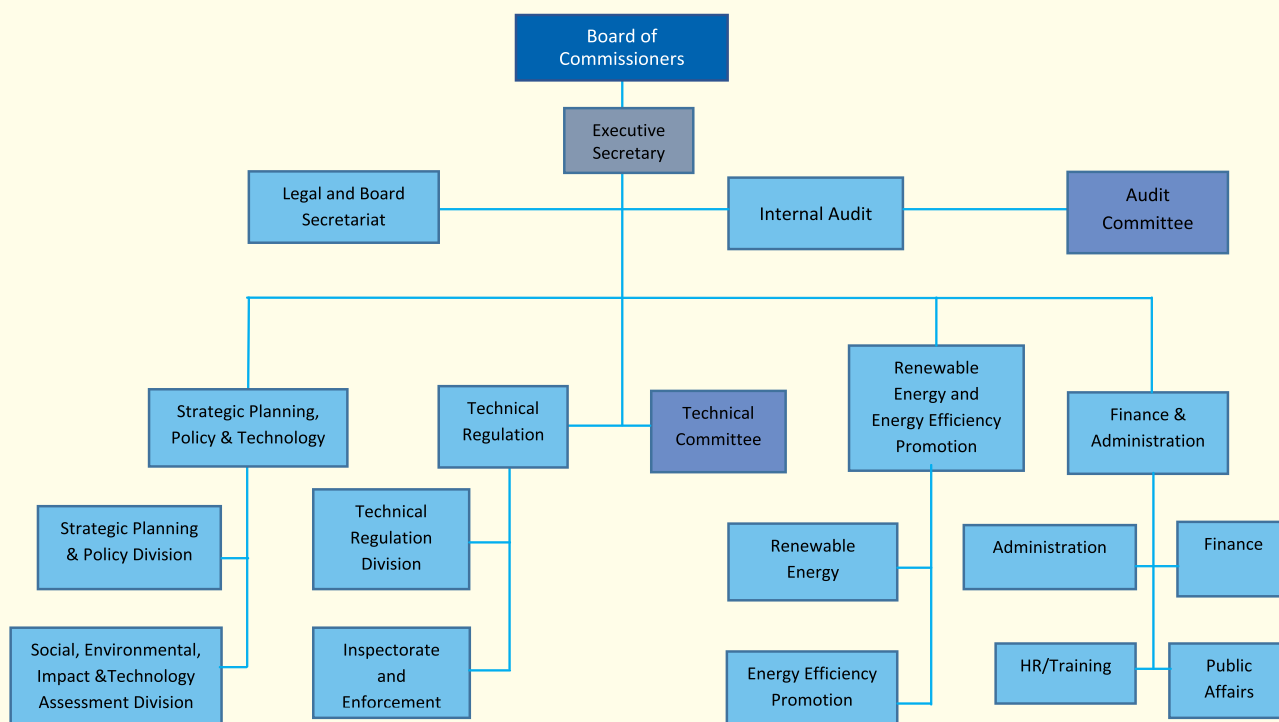 Board of
Commissioners
Executive
Secretary
Legal and Board
Secretariat
Internal Audit
Audit
Committee
Strategic Planning,
Policy & Technology
Technical
Regulation
Technical
Committee
Renewable
Energy and
Energy Efficiency
Promotion
Finance &
Administration
Strategic Planning
& Policy Division
Technical
Regulation
Division
Renewable
Energy
Administration
Finance
Social, Environmental,
Impact &Technology
Assessment Division
Inspectorate
and
Enforcement
Energy Efficiency
Promotion
HR/Training
Public
Affairs